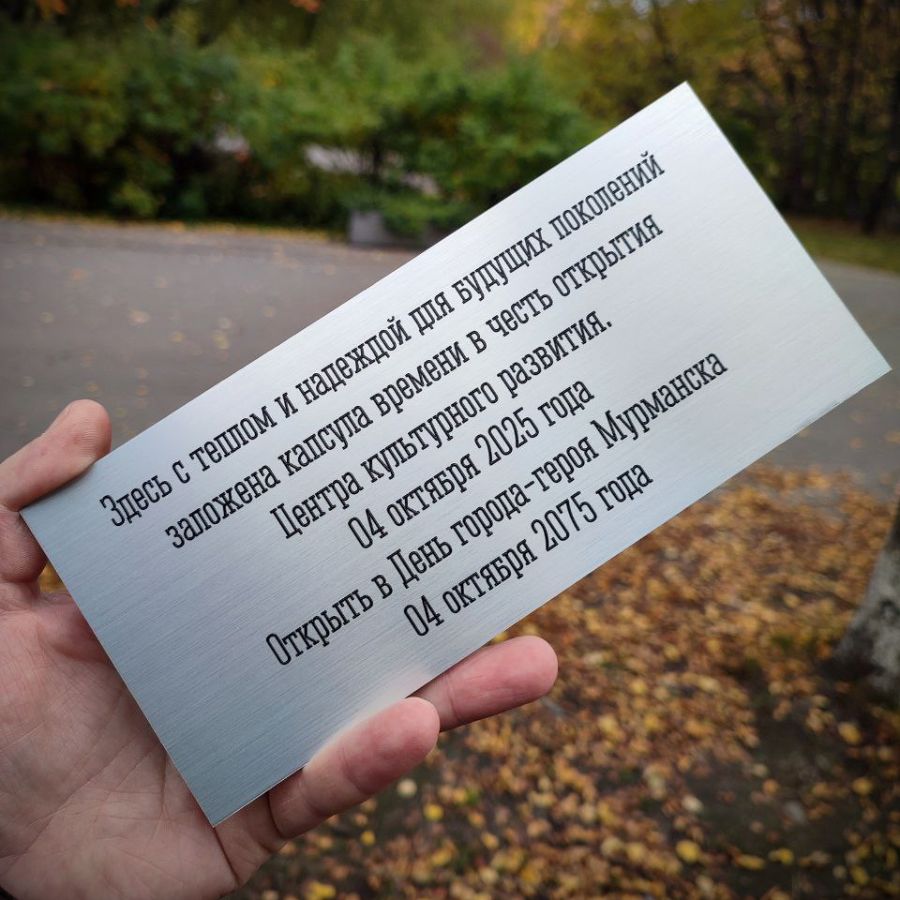 Здесь с теплом и надеждой для будущих поколений
заложена капсула времени в честь открытия
Центра культурного развития.
04 октября 2025 года
Открыть в День города-героя Мурманска
04 октября 2075 года